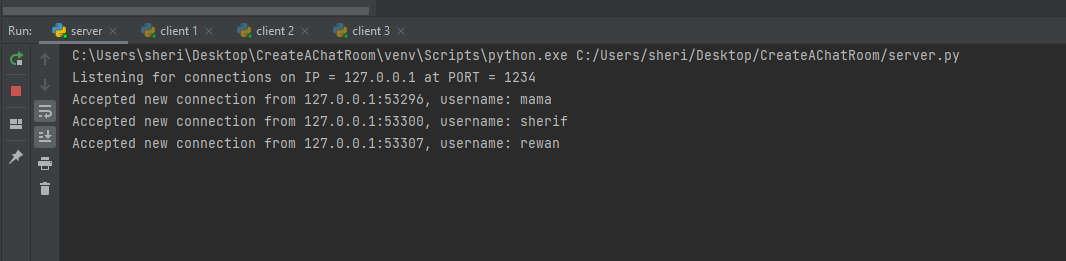 Run: server client 1 client 2 client 3
C:\Users\sheri\Desktop\CreateAChatRoom\venv\Scripts\python.exe C:/Users/sheri/Desktop/CreateAChatRoom/server.py
Listening for connections on IP = 127.0.0.1 at PORT = 1234
Accepted new connection from 127.0.0.1:53296, username: mama
Accepted new connection from 127.0.0.1:53300, username: sherif
Accepted new connection from 127.0.0.1:53307, username: rewan